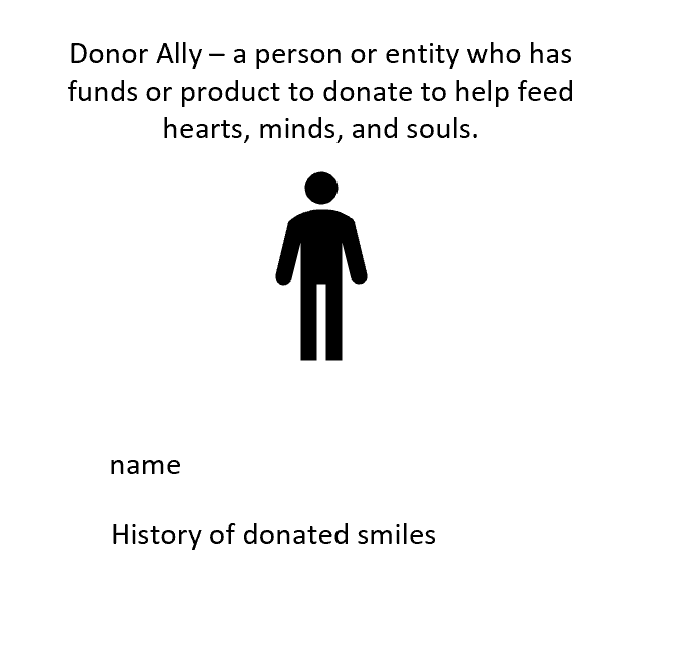 Donor Ally – a person or entity who has
funds or product to donate to help feed
hearts, minds, and souls.
name
History of donated smiles